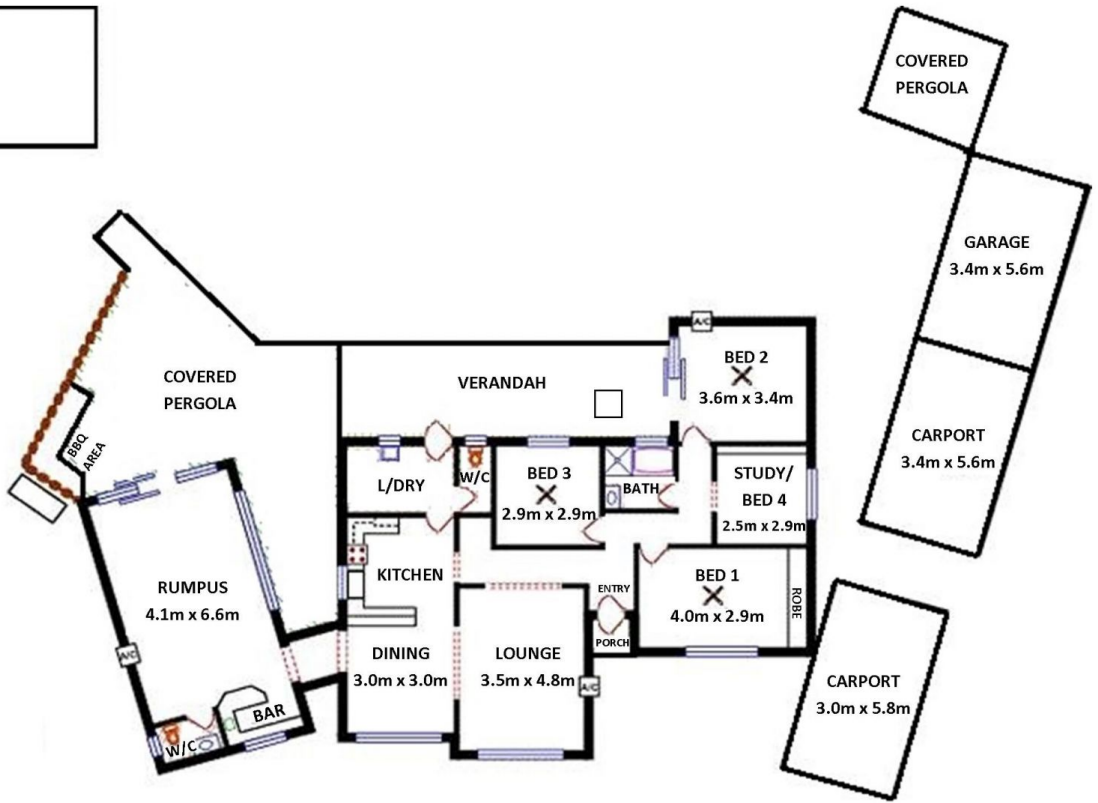 COVERED
PERGOLA
GARAGE
3.4m x 5.6m
CARPORT
3.4m x 5.6m
CARPORT
3.0m x 5.8m
COVERED
PERGOLA
BBQ
AREA
VERANDAH
A/C
BED 2
3.6m x 3.4m
L/DRY
W/C
BED 3
2.9m x 2.9m
BATH
STUDY/
BED 4
2.5m x 2.9m
RUMPUS
4.1m x 6.6m
KITCHEN
ENTRY
PORCH
BED 1
4.0m x 2.9m
ROBE
A/C
DINING
3.0m x 3.0m
LOUNGE
3.5m x 4.8m
A/C
BAR
W/C